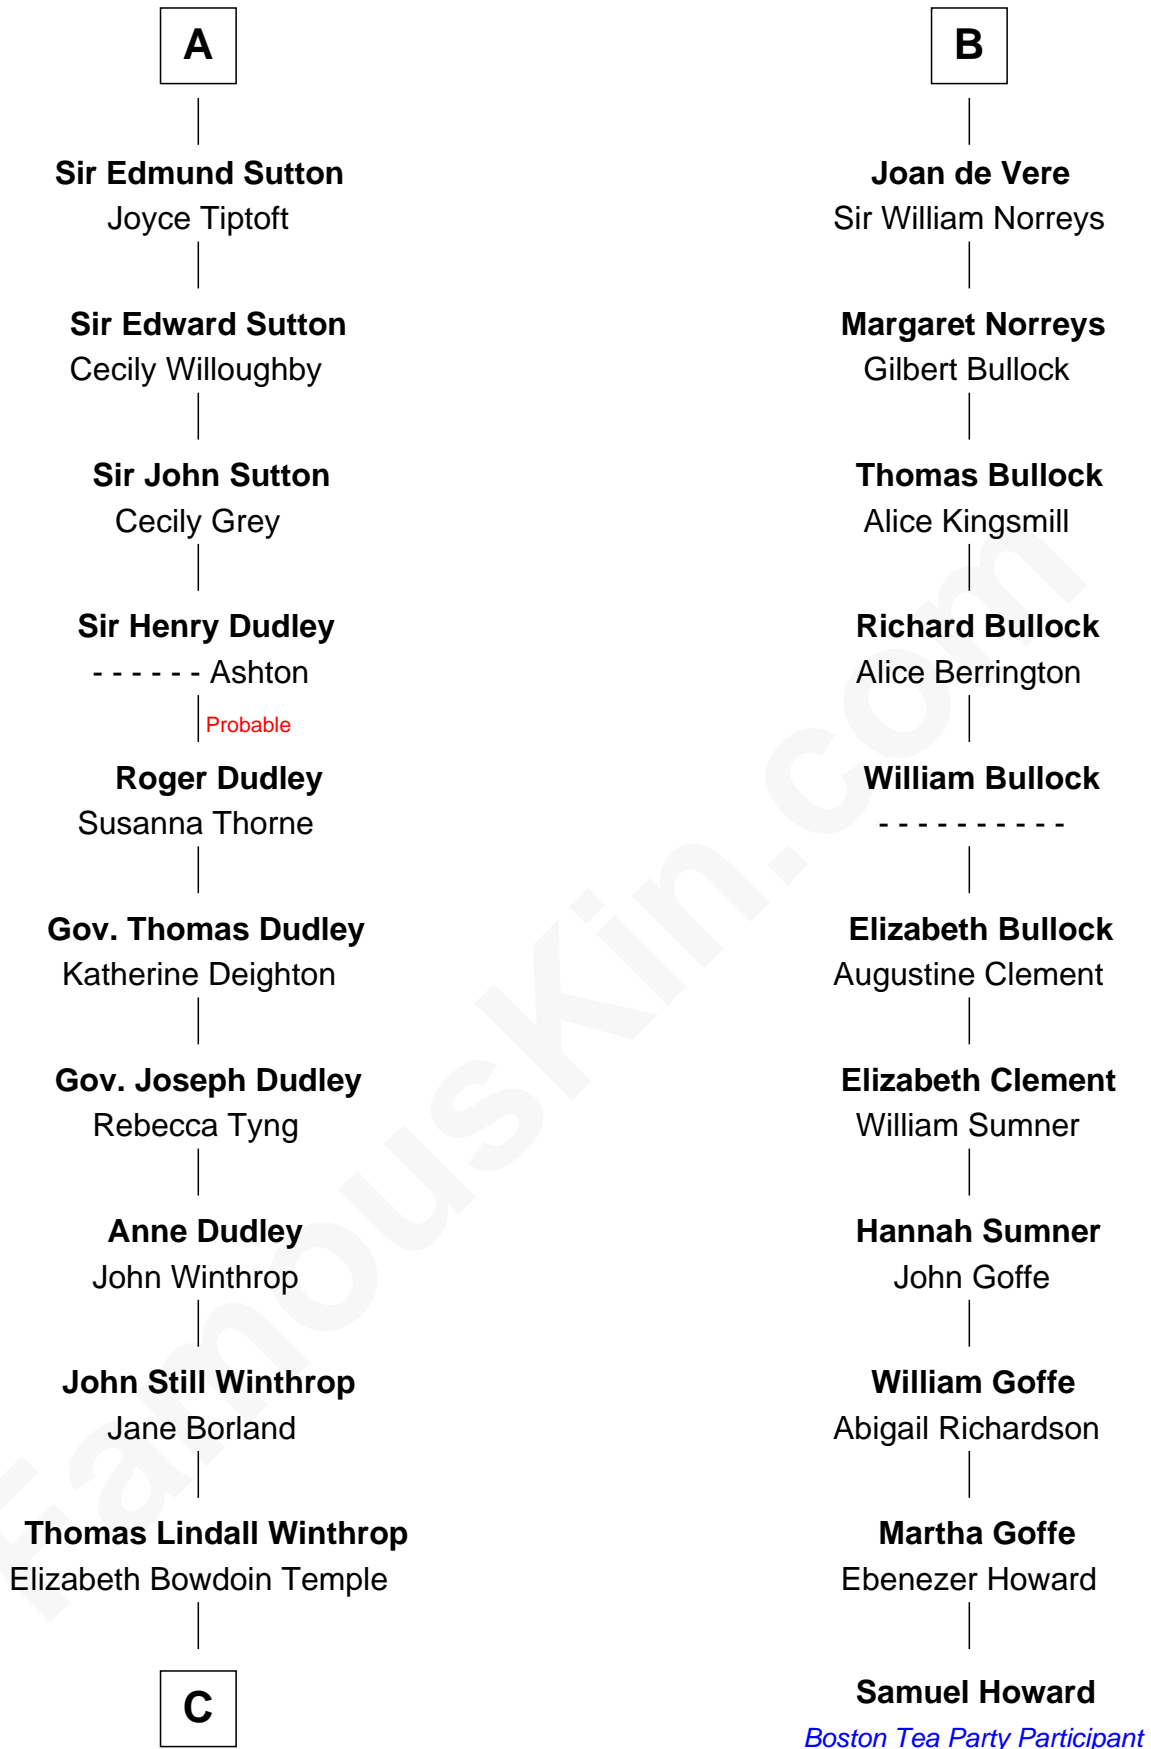 A
Sir Edmund Sutton
Joyce Tiptoft
Sir Edward Sutton
Cecily Willoughby
Sir John Sutton
Cecily Grey
Sir Henry Dudley
- - - - - - Ashton
Probable
Roger Dudley
Susanna Thorne
Gov. Thomas Dudley
Katherine Deighton
Gov. Joseph Dudley
Rebecca Tyng
Anne Dudley
John Winthrop
John Still Winthrop
Jane Borland
Thomas Lindall Winthrop
Elizabeth Bowdoin Temple
C
B
Joan de Vere
Sir William Norreys
Margaret Norreys
Gilbert Bullock
Thomas Bullock
Alice Kingsmill
Richard Bullock
Alice Berrington
William Bullock
- - - - - - - - - -
Elizabeth Bullock
Augustine Clement
Elizabeth Clement
William Sumner
Hannah Sumner
John Goffe
William Goffe
Abigail Richardson
Martha Goffe
Ebenezer Howard
Samuel Howard
Boston Tea Party Participant
FamousKin.com